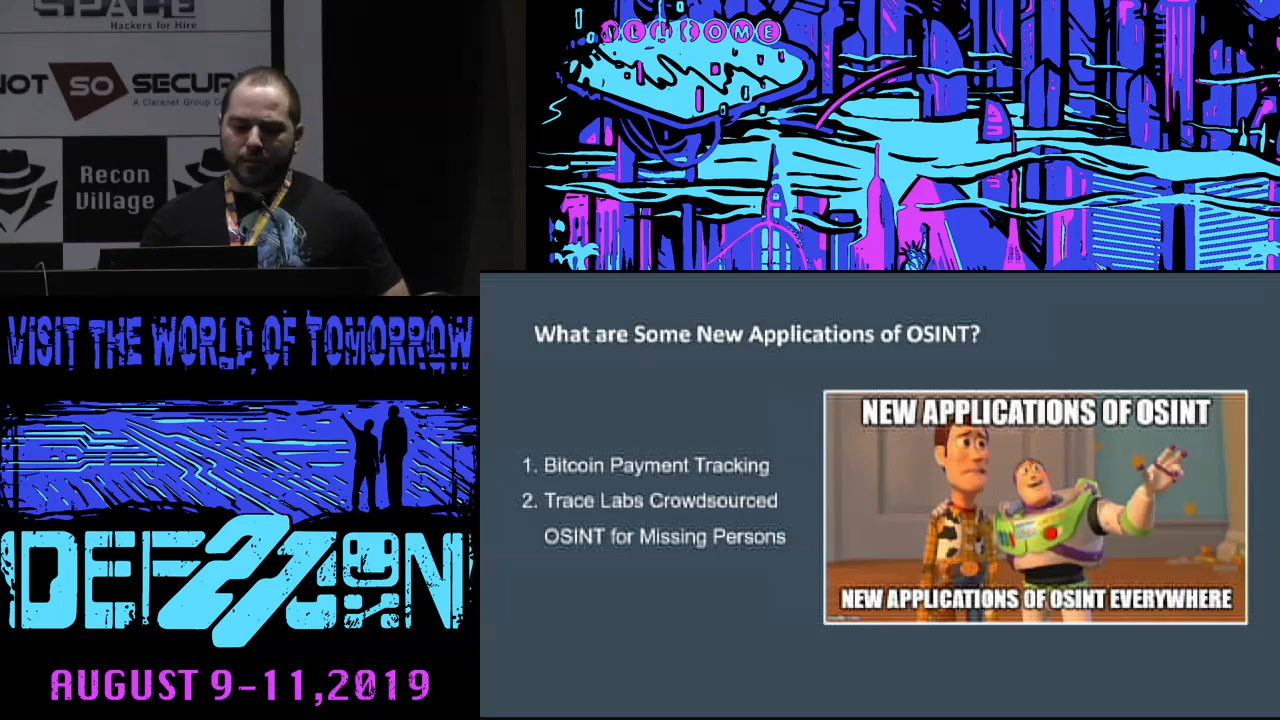 SPACE
Hackers for Hire
NOT SO SECUR
A Claranet Group C
Recon
Village
WELCOME
VISIT THE WORLD OF TOMORROW
DEF CON
27
AUGUST 9-11,2019
What are Some New Applications of OSINT?
1. Bitcoin Payment Tracking
2. Trace Labs Crowdsourced
OSINT for Missing Persons
NEW APPLICATIONS OF OSINT
NEW APPLICATIONS OF OSINT EVERYWHERE